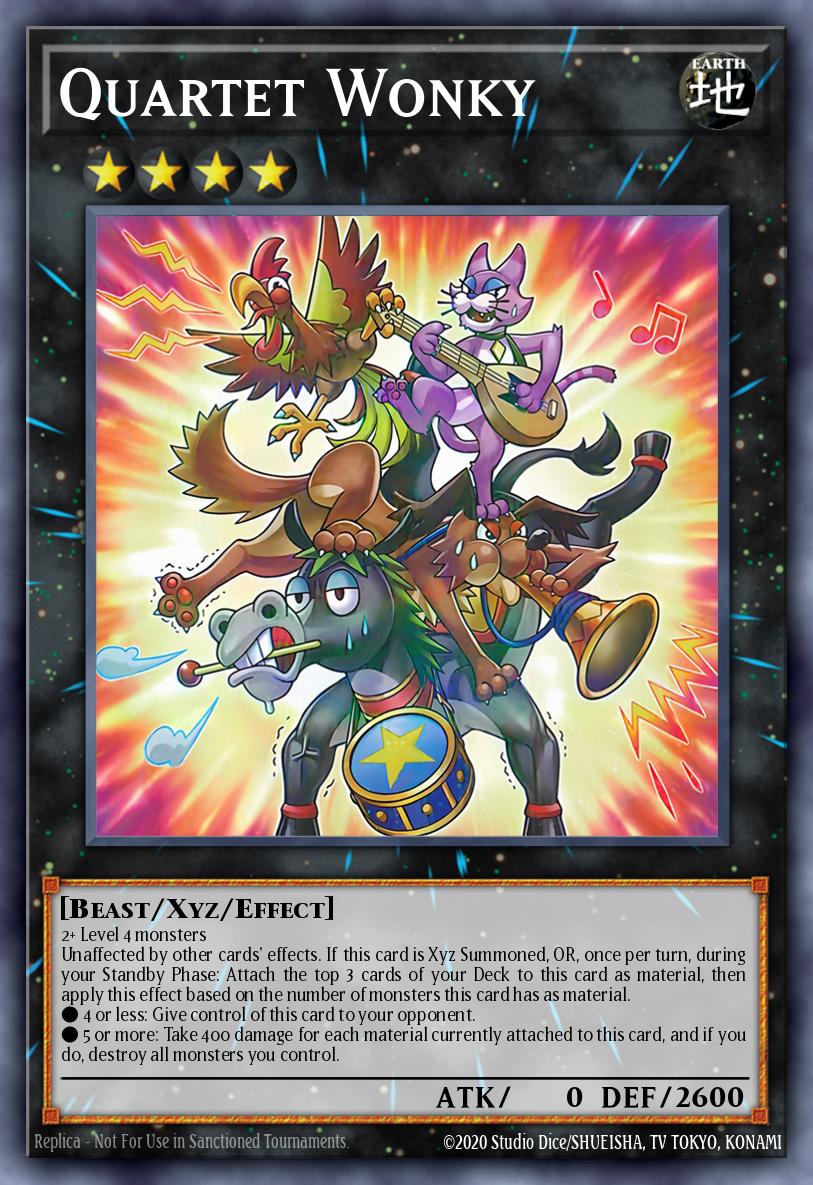 Quartet Wonky
EARTH
地
[Beast/Xyz/Effect]
2+ Level 4 monsters
Unaffected by other cards' effects. If this card is Xyz Summoned, OR, once per turn, during
your Standby Phase: Attach the top 3 cards of your Deck to this card as material, then
apply this effect based on the number of monsters this card has as material.
● 4 or less: Give control of this card to your opponent.
● 5 or more: Take 400 damage for each material currently attached to this card, and if you
do, destroy all monsters you control.
ATK/ 0 DEF/2600
Replica - Not For Use in Sanctioned Tournaments.
©2020 Studio Dice/SHUEISHA, TV TOKYO, KONAMI